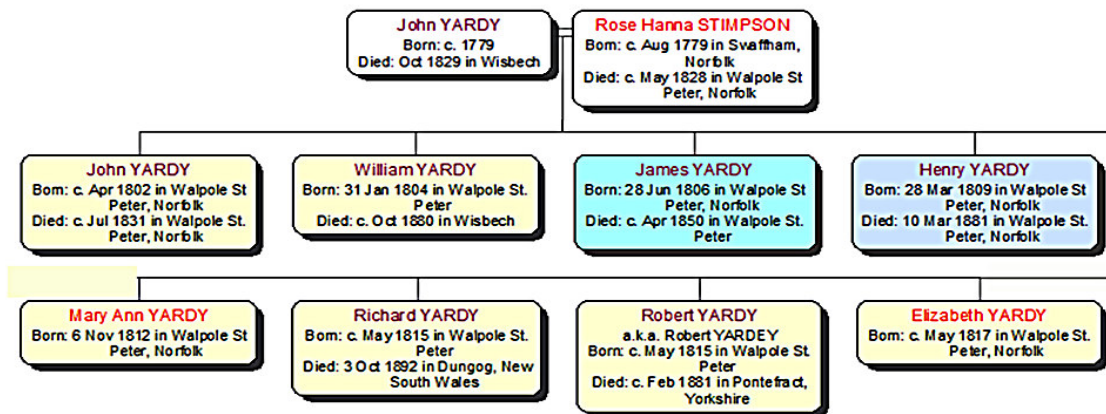 John YARDY
Born: c. 1779
Died: Oct 1829 in Wisbech
Rose Hanna STIMPSON
Born: c. Aug 1779 in Swaffham,
Norfolk
Died: c. May 1828 in Walpole St
Peter, Norfolk
John YARDY
Born: c. Apr 1802 in Walpole St
Peter, Norfolk
Died: c. Jul 1831 in Walpole St.
Peter, Norfolk
William YARDY
Born: 31 Jan 1804 in Walpole St.
Peter
Died: c. Oct 1880 in Wisbech
James YARDY
Born: 28 Jun 1806 in Walpole St
Peter, Norfolk
Died: c. Apr 1850 in Walpole St.
Peter
Henry YARDY
Born: 28 Mar 1809 in Walpole St
Peter, Norfolk
Died: 10 Mar 1881 in Walpole St.
Peter, Norfolk
Mary Ann YARDY
Born: 6 Nov 1812 in Walpole St
Peter, Norfolk
Richard YARDY
Born: c. May 1815 in Walpole St.
Peter
Died: 3 Oct 1892 in Dungog, New
South Wales
Robert YARDY
a.k.a. Robert YARDEY
Born: c. May 1815 in Walpole St.
Peter
Died: c. Feb 1881 in Pontefract,
Yorkshire
Elizabeth YARDY
Born: c. May 1817 in Walpole St.
Peter, Norfolk